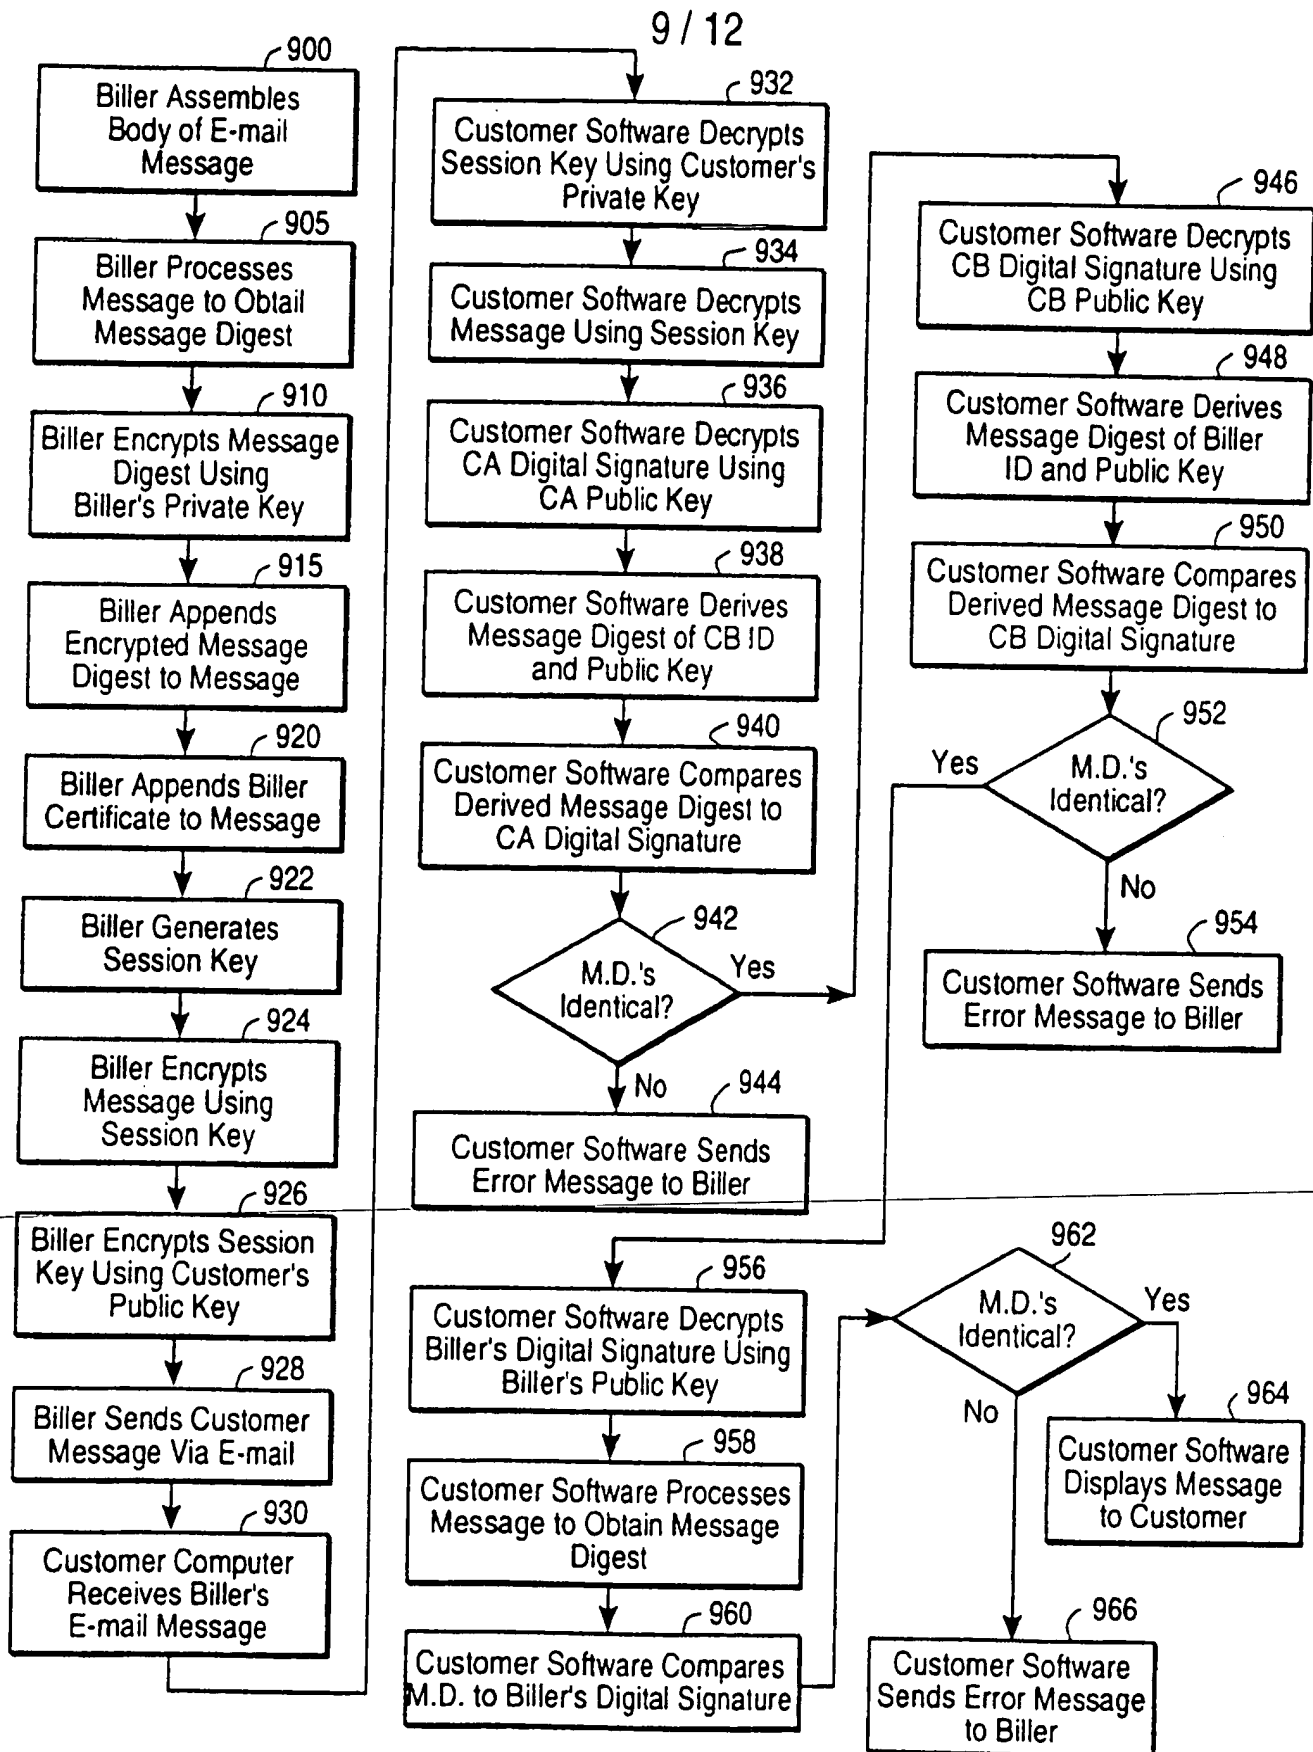 9 / 12
900
Biller Assembles
Body of E-mail
Message
905
Biller Processes
Message to Obtail
Message Digest
910
Biller Encrypts Message
Digest Using
Biller's Private Key
915
Biller Appends
Encrypted Message
Digest to Message
920
Biller Appends Biller
Certificate to Message
922
Biller Generates
Session Key
924
Biller Encrypts
Message Using
Session Key
926
Biller Encrypts Session
Key Using Customer's
Public Key
928
Biller Sends Customer
Message Via E-mail
930
Customer Computer
Receives Biller's
E-mail Message
932
Customer Software Decrypts
Session Key Using Customer's
Private Key
934
Customer Software Decrypts
Message Using Session Key
936
Customer Software Decrypts
CA Digital Signature Using
CA Public Key
938
Customer Software Derives
Message Digest of CB ID
and Public Key
940
Customer Software Compares
Derived Message Digest to
CA Digital Signature
942
M.D.'s
Identical?
Yes
No
944
Customer Software Sends
Error Message to Biller
946
Customer Software Decrypts
CB Digital Signature Using
CB Public Key
948
Customer Software Derives
Message Digest of Biller
ID and Public Key
950
Customer Software Compares
Derived Message Digest to
CB Digital Signature
952
Yes
M.D.'s
Identical?
No
954
Customer Software Sends
Error Message to Biller
956
Customer Software Decrypts
Biller's Digital Signature Using
Biller's Public Key
958
Customer Software Processes
Message to Obtain Message
Digest
960
Customer Software Compares
M.D. to Biller's Digital Signature
962
M.D.'s
Identical?
Yes
No
964
Customer Software
Displays Message
to Customer
966
Customer Software
Sends Error Message
to Biller